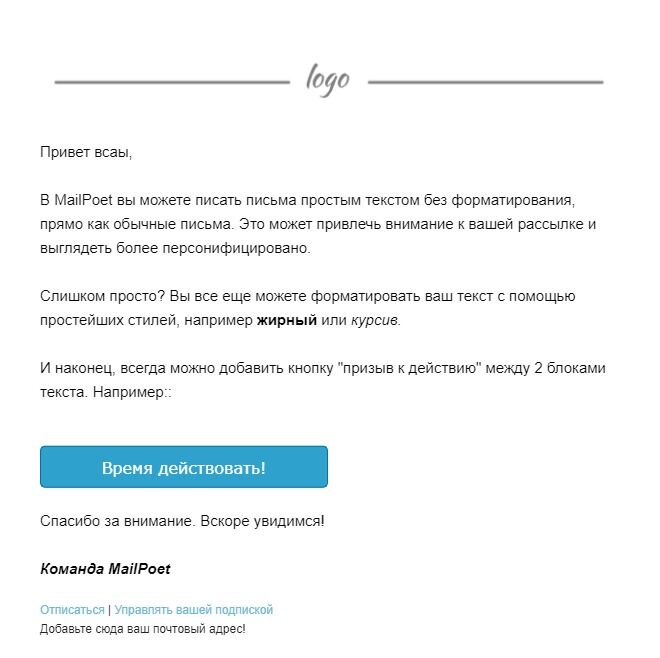 logo
Привет всаы,
В MailPoet вы можете писать письма простым текстом без форматирования,
прямо как обычные письма. Это может привлечь внимание к вашей рассылке и
выглядеть более персонифицировано.
Слишком просто? Вы все еще можете форматировать ваш текст с помощью
простейших стилей, например жирный или курсив.
И наконец, всегда можно добавить кнопку "призыв к действию" между 2 блоками
текста. Например::
Время действовать!
Спасибо за внимание. Вскоре увидимся!
Команда MailPoet
Отписаться | Управлять вашей подпиской
Добавьте сюда ваш почтовый адрес!